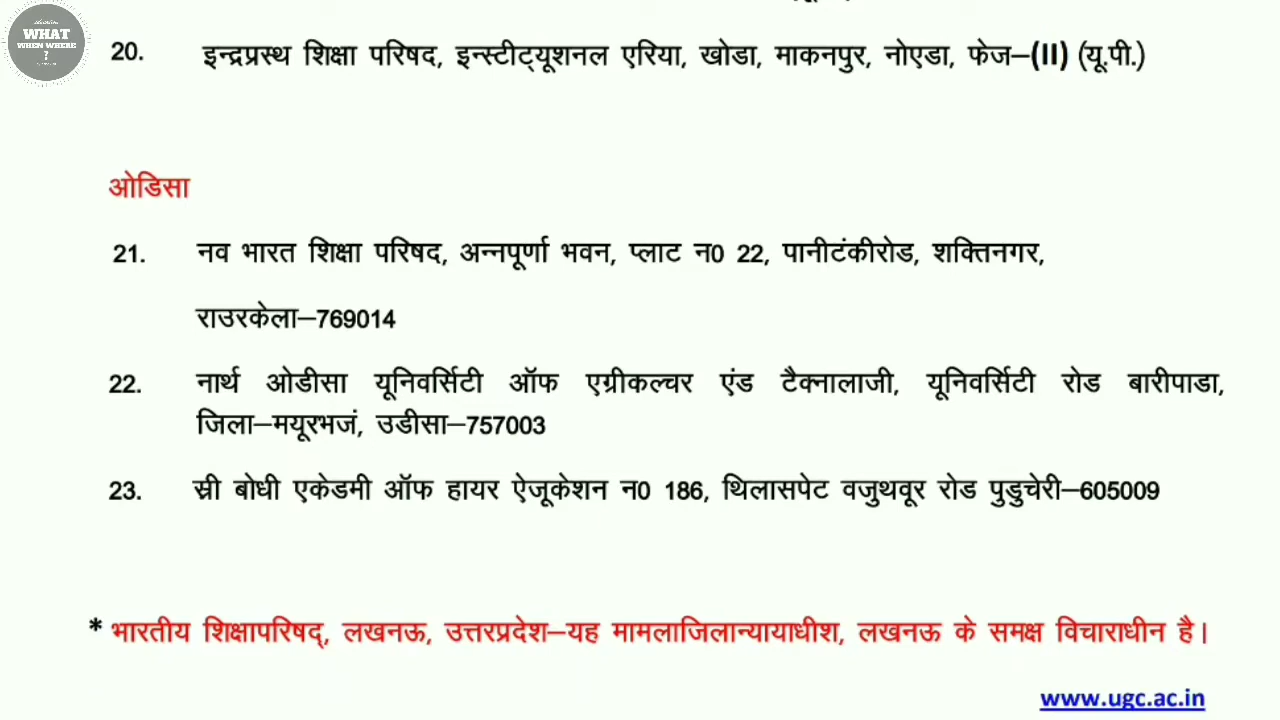 WHAT
WHEN WHERE
?
20. इन्द्रप्रस्थ शिक्षा परिषद, इन्स्टीट्यूशनल एरिया, खोडा, माकनपुर, नोएडा, फेज–(II) (यू.पी.)
ओडिसा
21. नव भारत शिक्षा परिषद, अन्नपूर्णा भवन, प्लाट न0 22, पानीटंकीरोड, शक्तिनगर,
राउरकेला–769014
22. नार्थ ओडीसा यूनिवर्सिटी ऑफ एग्रीकल्चर एंड टैक्नालाजी, यूनिवर्सिटी रोड बारीपाडा,
जिला–मयूरभजं, उडीसा–757003
23. स्री बोधी एकेडमी ऑफ हायर ऐजूकेशन न0 186, थिलासपेट वजुथवूर रोड पुडुचेरी–605009
* भारतीय शिक्षापरिषद्, लखनऊ, उत्तरप्रदेश–यह मामलाजिलान्यायाधीश, लखनऊ के समक्ष विचाराधीन है।
www.ugc.ac.in